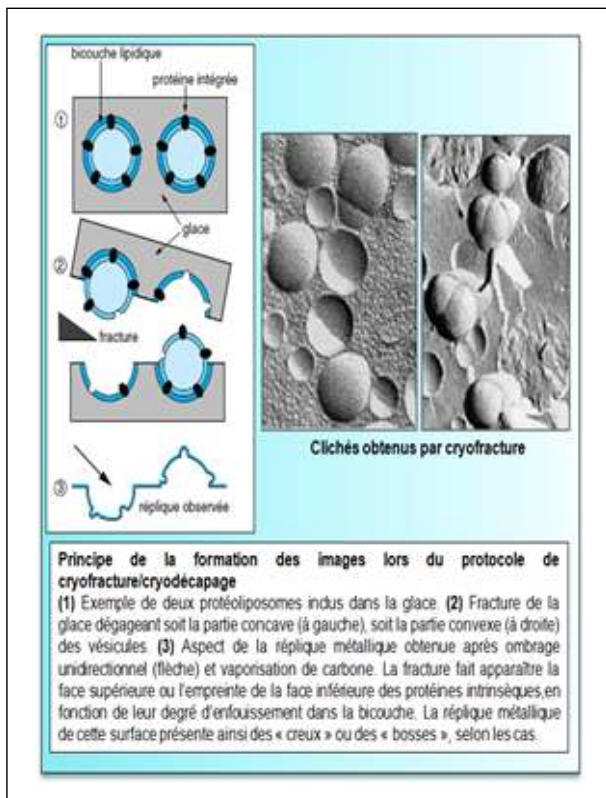 bicouche lipidique
protéine intégrée
①
glace
②
fracture
③
réplique observée
Clichés obtenus par cryofracture
Principe de la formation des images lors du protocole de
cryofracture/cryodécapage
(1) Exemple de deux protéoliposomes indus dans la glace. (2) Fracture de la
glace dégageant soit la partie concave (à gauche), soit la partie convexe (à droite)
des vésicules. (3) Aspect de la réplique métallique obtenue après ombrage
unidirectionnel (flèche) et vaporisation de carbone. La fracture fait apparaître la
face supérieure ou l'empreinte de la face inférieure des protéines intrinsèques,en
fonction de leur degré d'enfouissement dans la bicouche. La réplique métallique
de cette surface présente ainsi des « creux » ou des « bosses », selon les cas.